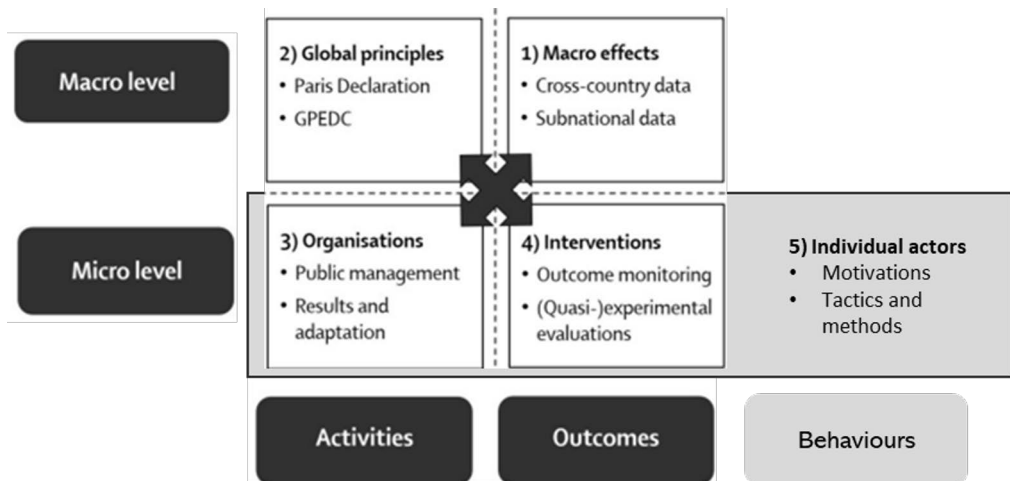 Macro level
2) Global principles
• Paris Declaration
• GPEDC
1) Macro effects
• Cross-country data
• Subnational data
Micro level
3) Organisations
• Public management
• Results and
adaptation
4) Interventions
• Outcome monitoring
• (Quasi-)experimental
evaluations
5) Individual actors
• Motivations
• Tactics and
methods
Activities
Outcomes
Behaviours